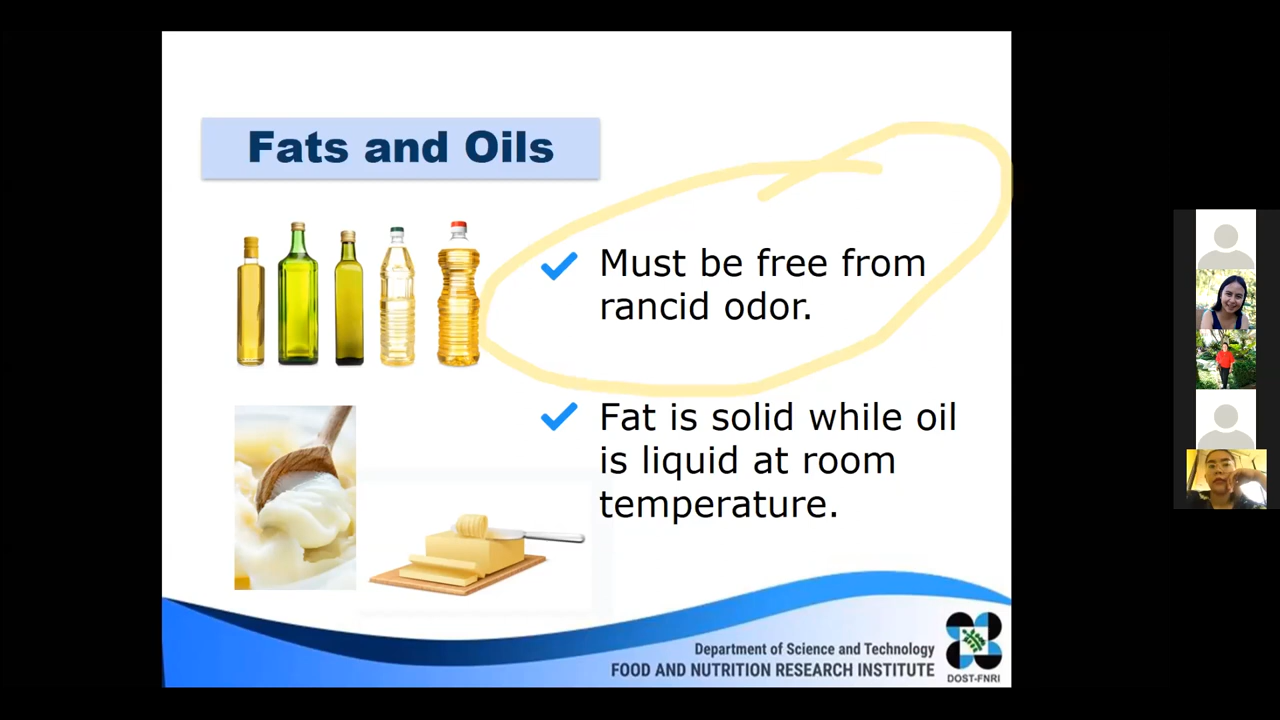 Fats and Oils
Must be free from
rancid odor.
Fat is solid while oil
is liquid at room
temperature.
Department of Science and Technology
FOOD AND NUTRITION RESEARCH INSTITUTE
DOST-FNRI